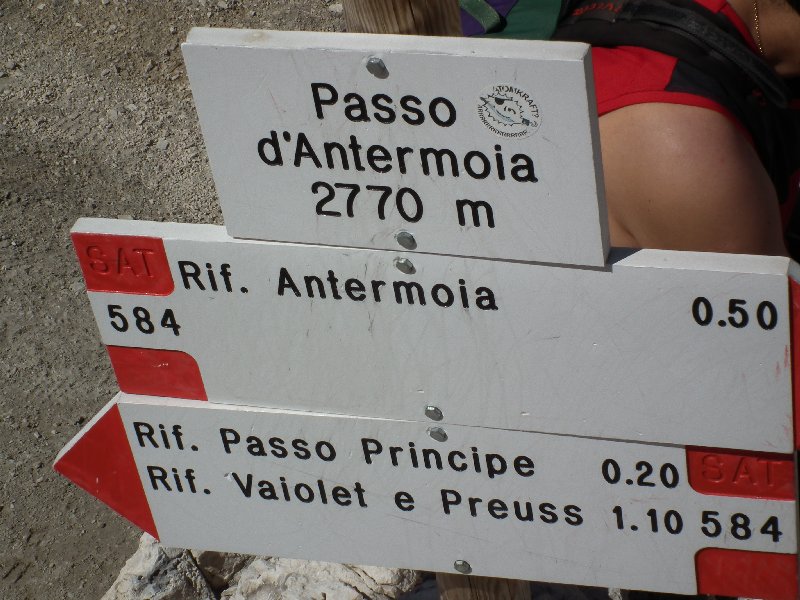 Passo
d'Antermoia
2770 m
ATOMKRAFT?
SAT
Rif. Antermoia 0.50
584
Rif. Passo Principe 0.20 SAT
Rif. Vaiolet e Preuss 1.10 584